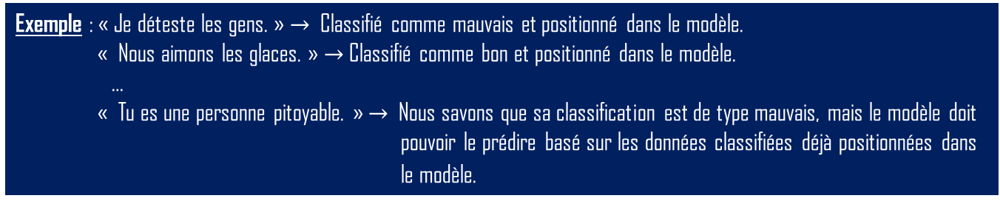 Exemple : « Je déteste les gens. » → Classifié comme mauvais et positionné dans le modèle.
« Nous aimons les glaces. » → Classifié comme bon et positionné dans le modèle.
...
« Tu es une personne pitoyable. » → Nous savons que sa classification est de type mauvais, mais le modèle doit
pouvoir le prédire basé sur les données classifiées déjà positionnées dans
le modèle.